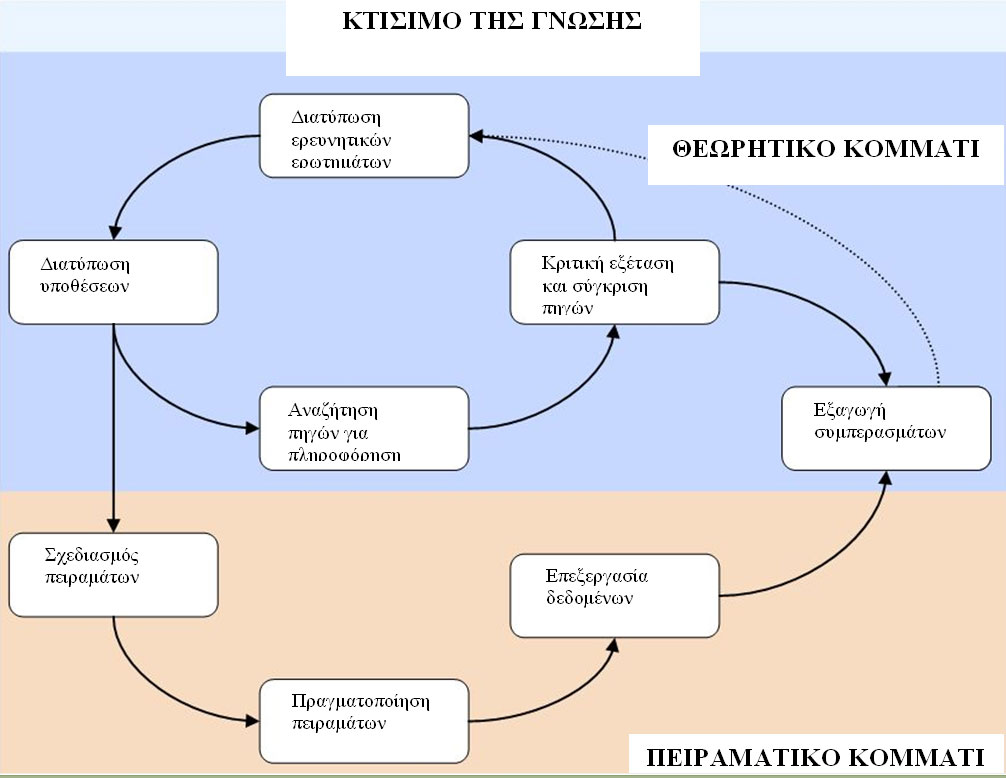 ΚΤΙΣΙΜΟ ΤΗΣ ΓΝΩΣΗΣ
Διατύπωση
ερευνητικών
ερωτημάτων
ΘΕΩΡΗΤΙΚΟ ΚΟΜΜΑΤΙ
Διατύπωση
υποθέσεων
Κριτική εξέταση
και σύγκριση
πηγών
Αναζήτηση
πηγών για
πληροφόρηση
Εξαγωγή
συμπερασμάτων
Σχεδιασμός
πειραμάτων
Επεξεργασία
δεδομένων
Πραγματοποίηση
πειραμάτων
ΠΕΙΡΑΜΑΤΙΚΟ ΚΟΜΜΑΤΙ